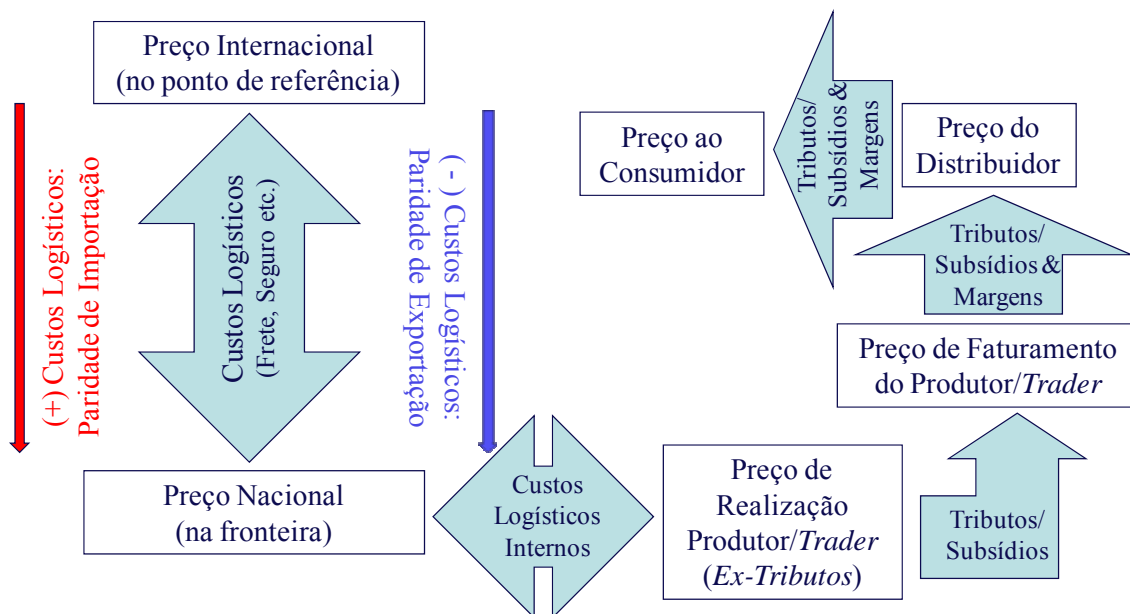 Preço Internacional
(no ponto de referência)
(+) Custos Logísticos:
Paridade de Importação
Custos Logísticos
(Frete, Seguro etc.)
( - ) Custos Logísticos:
Paridade de Exportação
Preço Nacional
(na fronteira)
Custos
Logísticos
Internos
Preço de
Realização
Produtor/Trader
(Ex-Tributos)
Tributos/
Subsídios
Preço de Faturamento
do Produtor/Trader
Tributos/
Subsídios &
Margens
Preço do
Distribuidor
Tributos/
Subsídios &
Margens
Preço ao
Consumidor